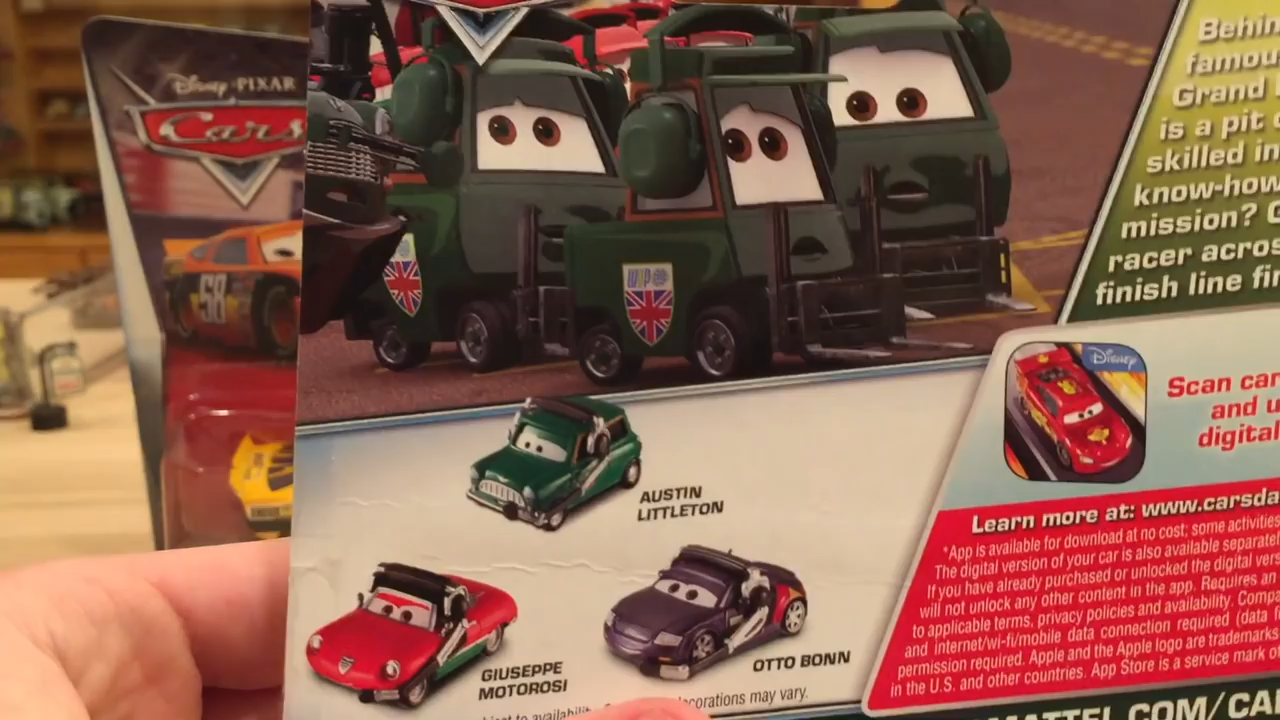 Disney·PIXAR
Cars
58
Behin
famou
Grand
is a pit
skilled in
know-how
mission?
racer acros
finish line fi
Disney
Scan car
and u
digital
AUSTIN
LITTLETON
GIUSEPPE
MOTOROSI
OTTO BONN
Learn more at: www.carsda
*App is available for download at no cost; some activities
The digital version of your car is also available separatel
If you have already purchased or unlocked the digital vers
will not unlock any other content in the app. Requires an
to applicable terms, privacy policies and availability. Compa
and internet/wi-fi/mobile data connection required (data
permission required. Apple and the Apple logo are trademarks
in the U.S. and other countries. App Store is a service mark of
ject to availabilit
ecorations may vary.
MATTEL.COM/CA